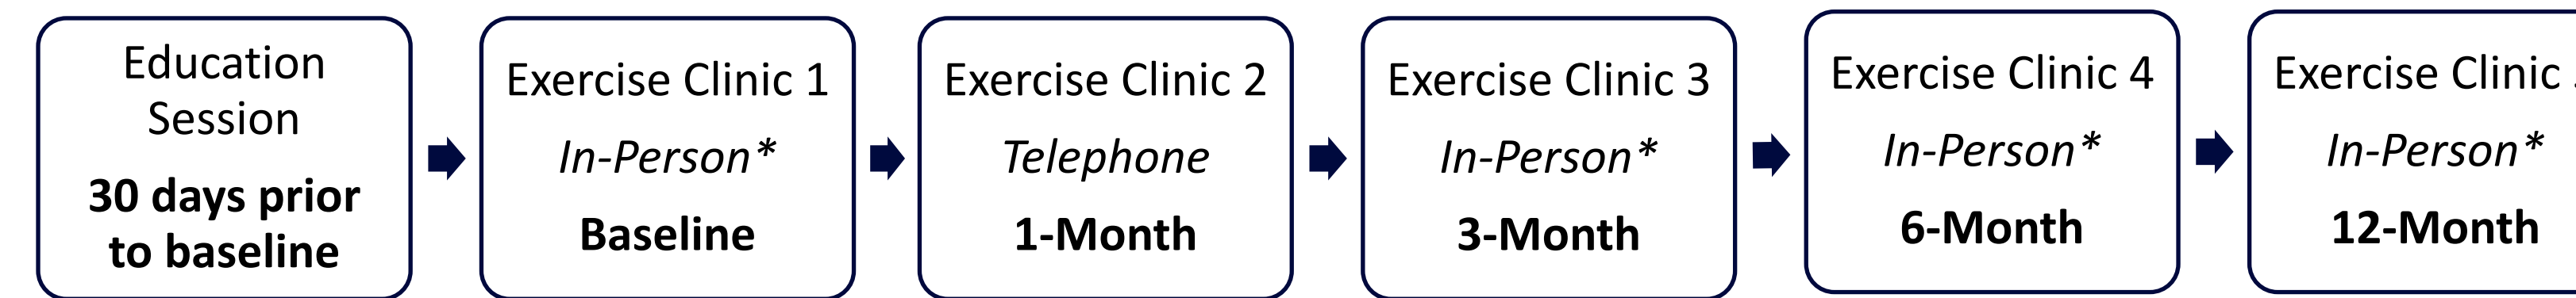 Education
Session
30 days prior
to baseline
Exercise Clinic 1
In-Person*
Baseline
Exercise Clinic 2
Telephone
1-Month
Exercise Clinic 3
In-Person*
3-Month
Exercise Clinic 4
In-Person*
6-Month
Exercise Clinic
In-Person*
12-Month